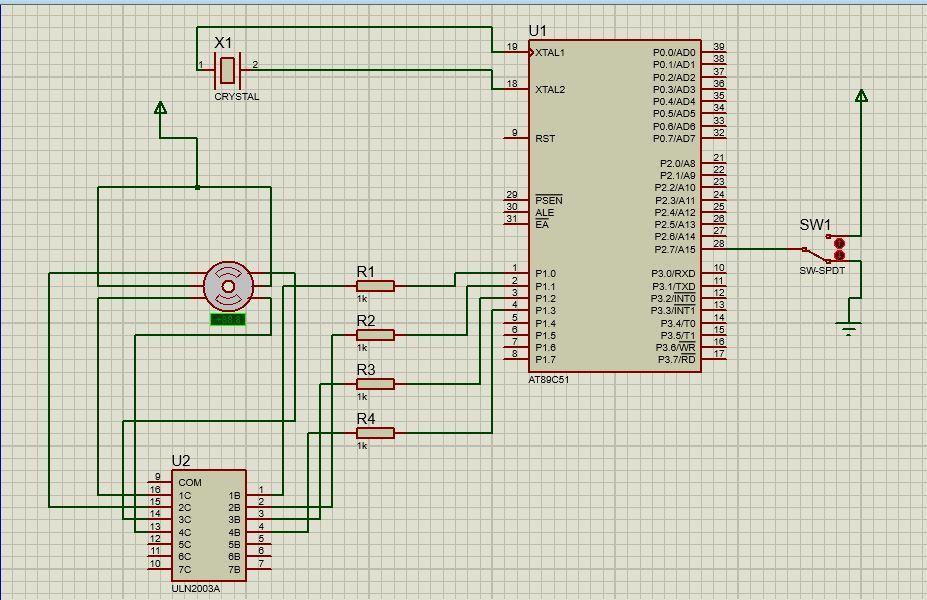 X1
1
2
CRYSTAL
U1
19 XTAL1
18 XTAL2
9 RST
29 PSEN
30 ALE
31 EA
1 P1.0
2 P1.1
3 P1.2
4 P1.3
5 P1.4
6 P1.5
7 P1.6
8 P1.7
P0.0/AD0 39
P0.1/AD1 38
P0.2/AD2 37
P0.3/AD3 36
P0.4/AD4 35
P0.5/AD5 34
P0.6/AD6 33
P0.7/AD7 32
P2.0/A8 21
P2.1/A9 22
P2.2/A10 23
P2.3/A11 24
P2.4/A12 25
P2.5/A13 26
P2.6/A14 27
P2.7/A15 28
P3.0/RXD 10
P3.1/TXD 11
P3.2/INT0 12
P3.3/INT1 13
P3.4/T0 14
P3.5/T1 15
P3.6/WR 16
P3.7/RD 17
AT89C51
SW1
SW-SPDT
R1
1k
R2
1k
R3
1k
R4
1k
U2
9 COM
16 1C 1B 1
15 2C 2B 2
14 3C 3B 3
13 4C 4B 4
12 5C 5B 5
11 6C 6B 6
10 7C 7B 7
ULN2003A